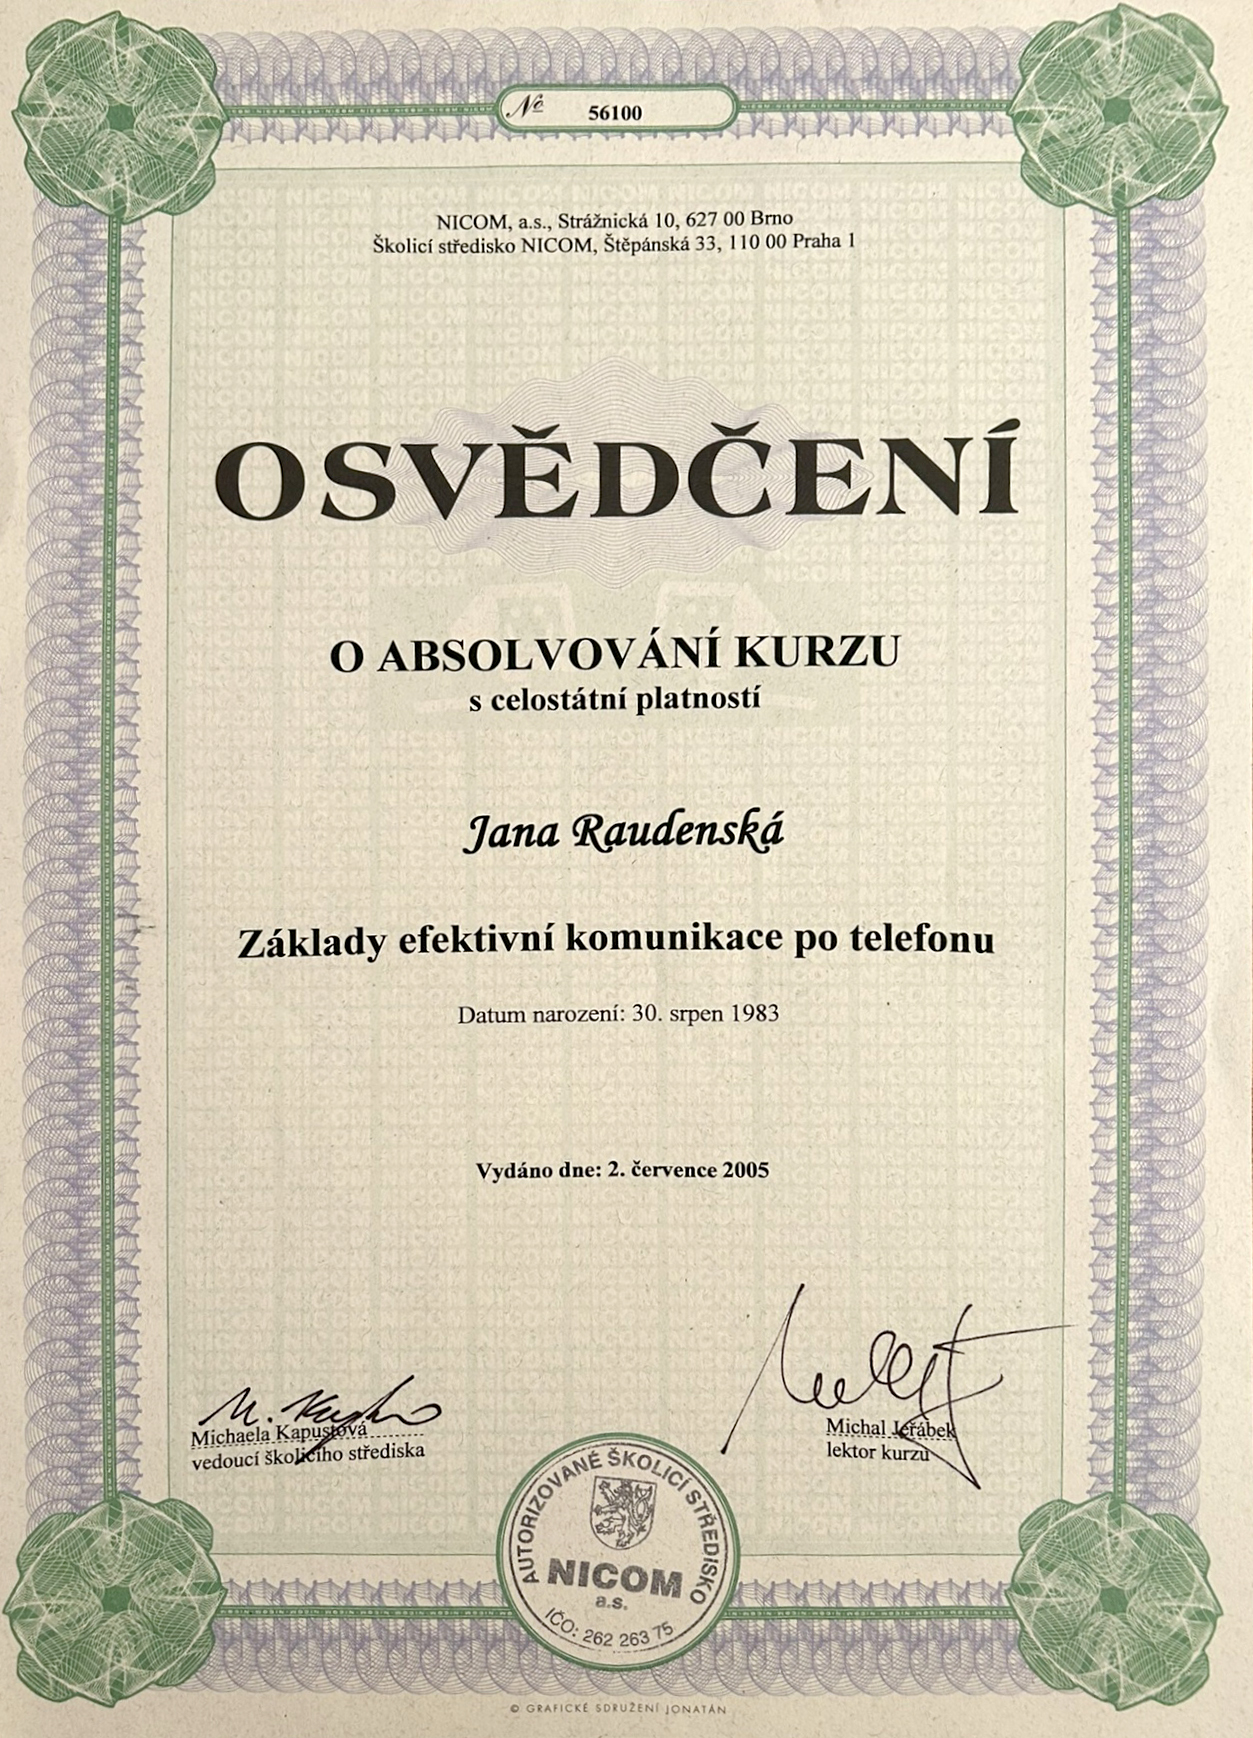 Nº 56100
NICOM, a.s., Strážnická 10, 627 00 Brno
Školicí středisko NICOM, Štěpánská 33, 110 00 Praha 1
OSVĚDČENÍ
O ABSOLVOVÁNÍ KURZU
s celostátní platností
Jana Raudenská
Základy efektivní komunikace po telefonu
Datum narození: 30. srpen 1983
Vydáno dne: 2. července 2005
Michaela Kapustová
vedoucí školicího střediska
Michal Jeřábek
lektor kurzu
AUTORIZOVANÉ ŠKOLICÍ STŘEDISKO
NICOM
a.s.
IČO: 262 263 75
© GRAFICKÉ SDRUŽENÍ JONATÁN